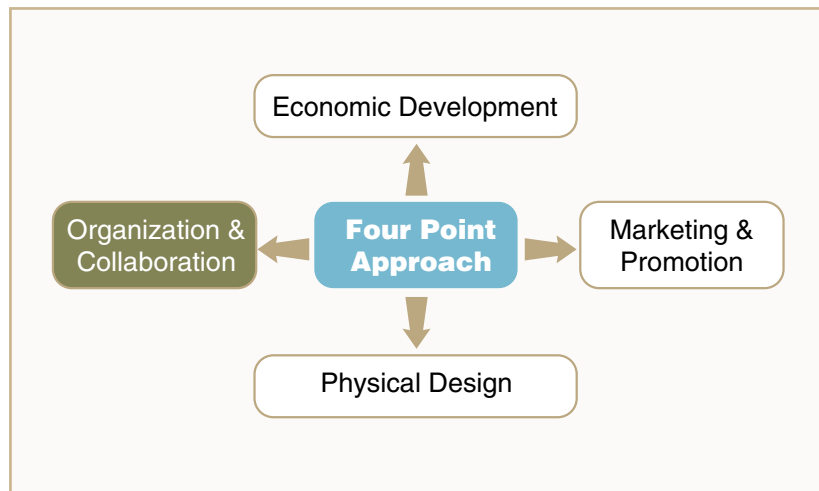 Economic Development
Organization &
Collaboration
Four Point
Approach
Marketing &
Promotion
Physical Design